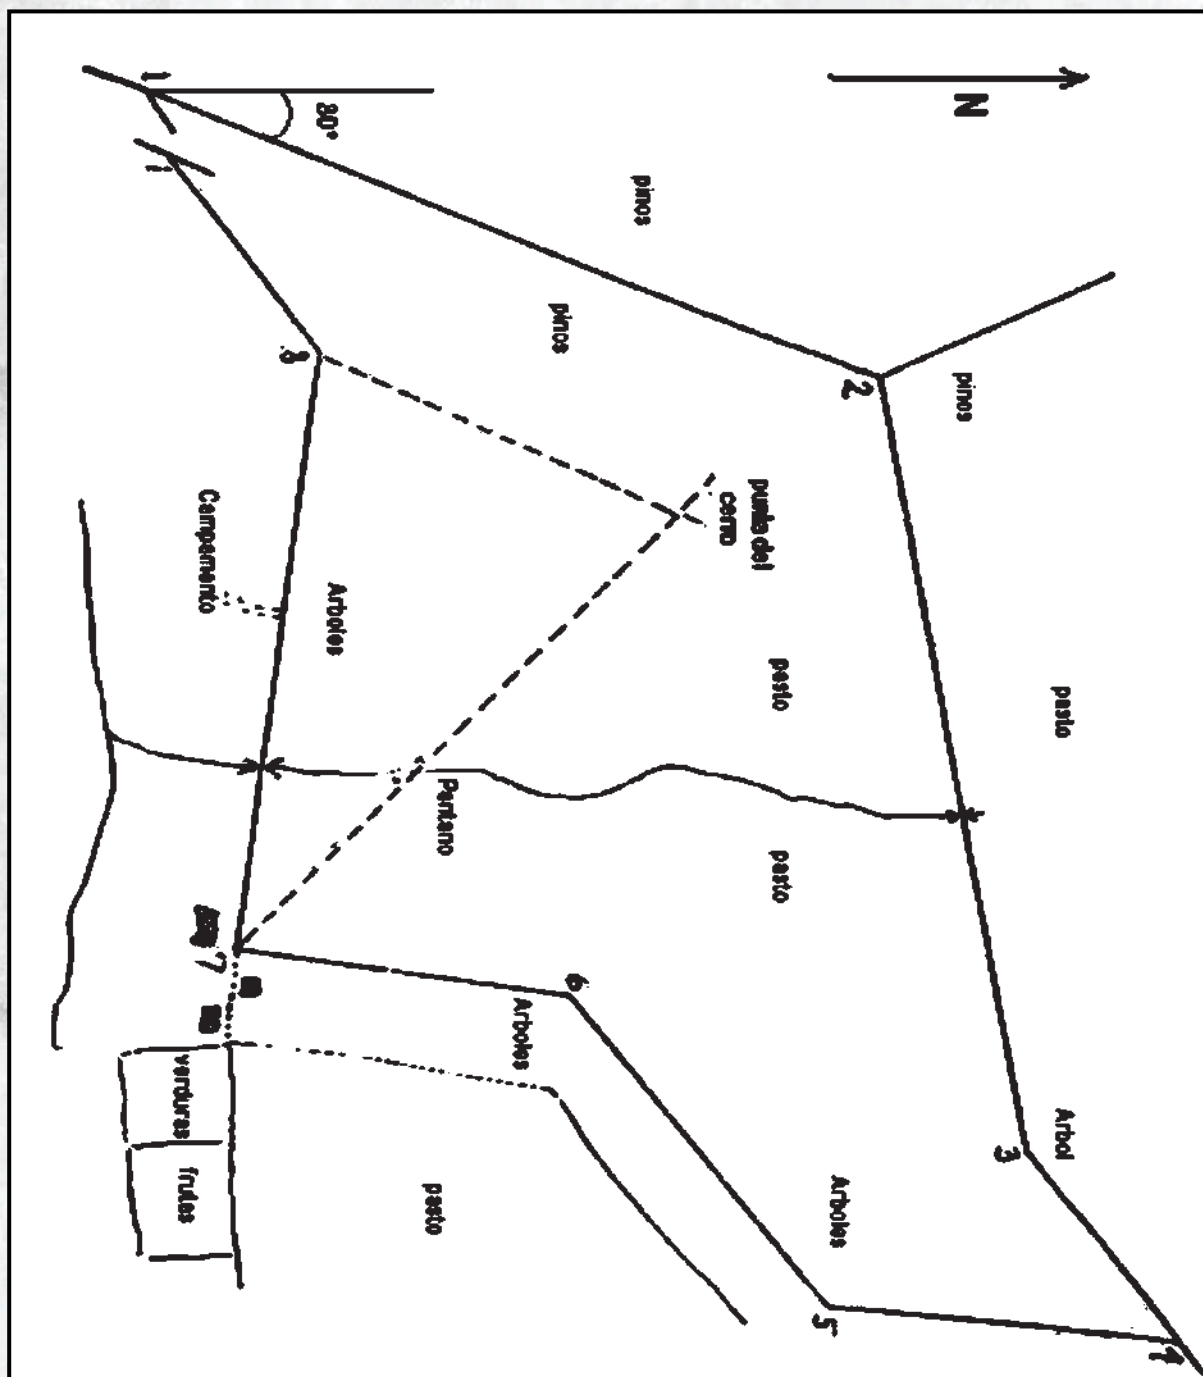 N
1
80°
pinos
pinos
pinos
2
punta del
cerro
pasto
pasto
pasto
1
8
Campamento
Arboles
Pantano
7
6
Arboles
verduras
frutas
pasto
Arboles
5
3
Arbol
4